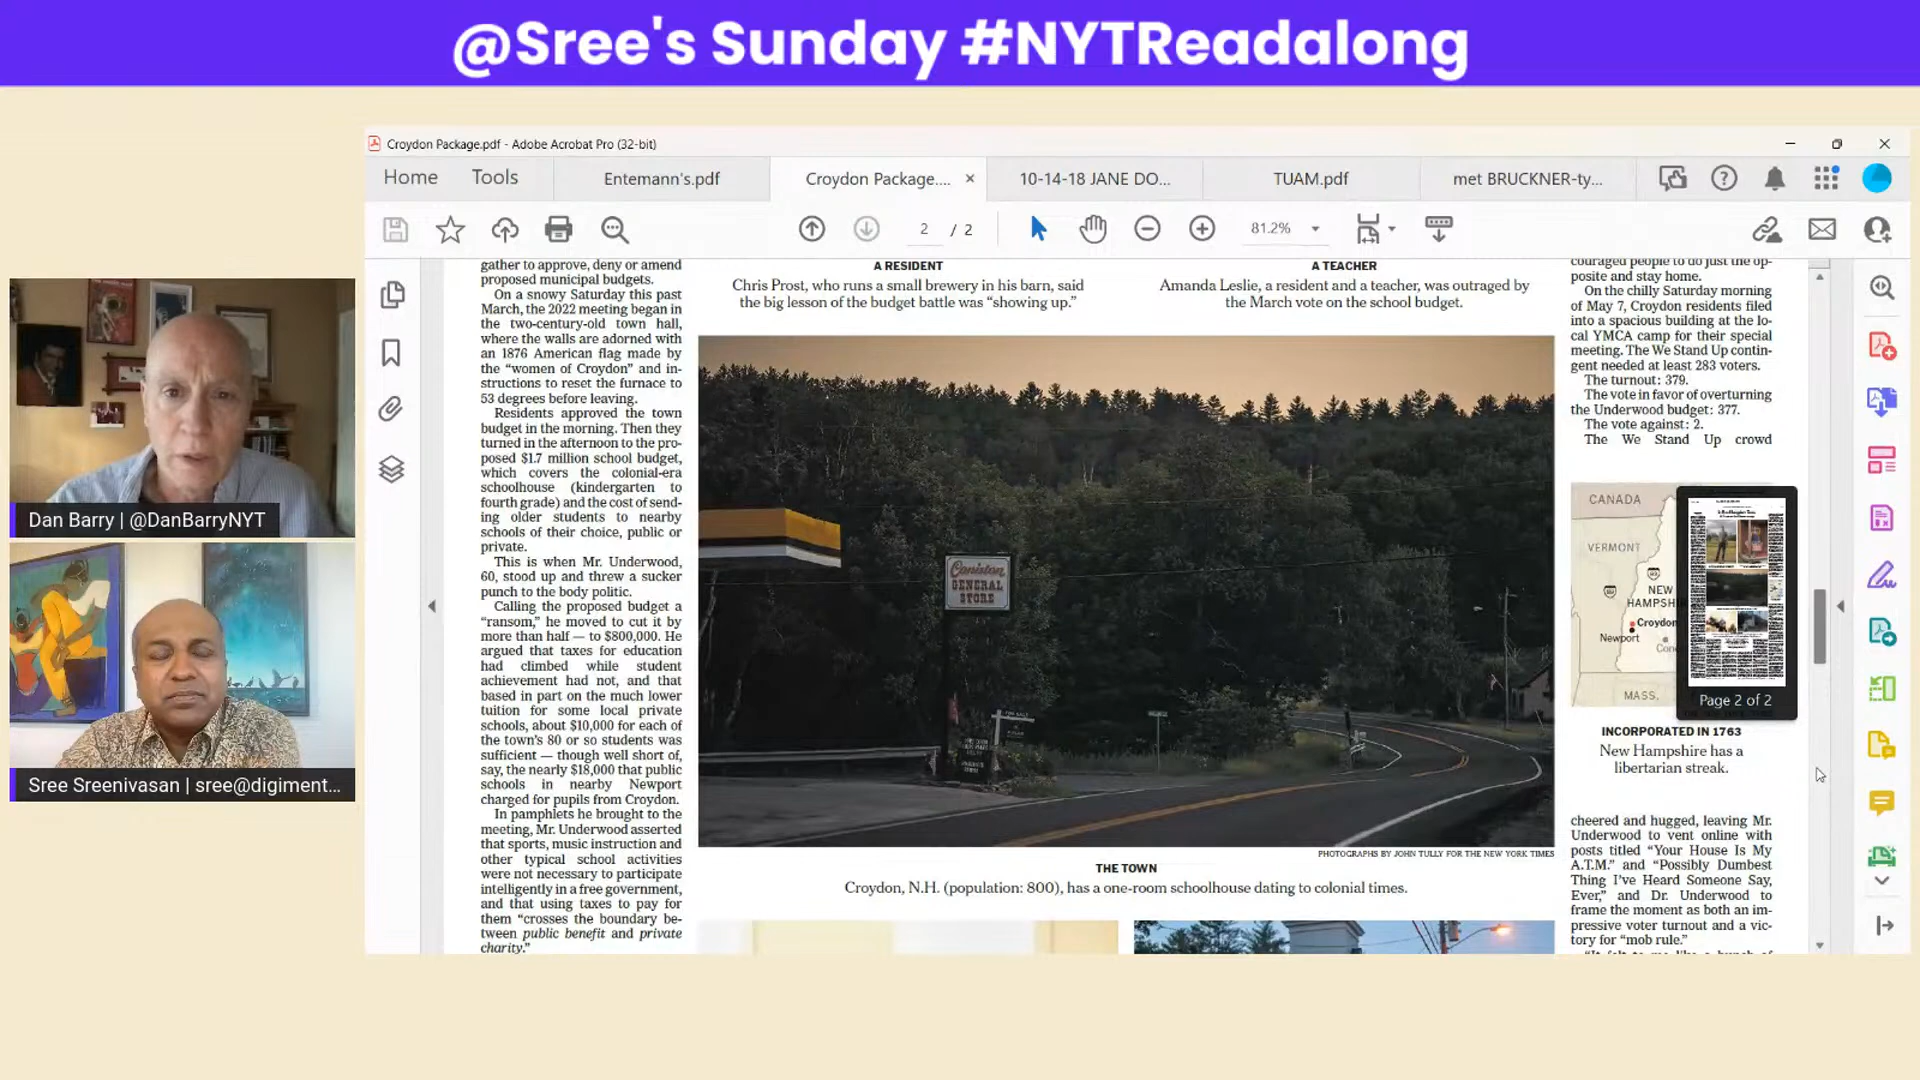 @Sree's Sunday #NYTReadalong
Croydon Package.pdf - Adobe Acrobat Pro (32-bit)
Home
Tools
Entemann's.pdf
Croydon Package....
10-14-18 JANE DO...
TUAM.pdf
met BRUCKNER-ty...
2 / 2
81.2%
gather to approve, deny or amend
proposed municipal budgets.
On a snowy Saturday this past
March, the 2022 meeting began in
the two-century-old town hall,
where the walls are adorned with
an 1876 American flag made by
the “women of Croydon” and in-
structions to reset the furnace to
53 degrees before leaving.
Residents approved the town
budget in the morning. Then they
turned in the afternoon to the pro-
posed $1.7 million school budget,
which covers the colonial-era
schoolhouse (kindergarten to
fourth grade) and the cost of send-
ing older students to nearby
schools of their choice, public or
private.
This is when Mr. Underwood,
60, stood up and threw a sucker
punch to the body politic.
Calling the proposed budget a
“ransom,” he moved to cut it by
more than half — to $800,000. He
argued that taxes for education
had climbed while student
achievement had not, and that
based in part on the much lower
tuition for some local private
schools, about $10,000 for each of
the town’s 80 or so students was
sufficient — though well short of,
say, the nearly $18,000 that public
schools in nearby Newport
charged for pupils from Croydon.
In pamphlets he brought to the
meeting, Mr. Underwood asserted
that sports, music instruction and
other typical school activities
were not necessary to participate
intelligently in a free government,
and that using taxes to pay for
them “crosses the boundary be-
tween public benefit and private
charity.”
A RESIDENT
Chris Prost, who runs a small brewery in his barn, said
the big lesson of the budget battle was “showing up.”
A TEACHER
Amanda Leslie, a resident and a teacher, was outraged by
the March vote on the school budget.
Coniston
GENERAL
STORE
PHOTOGRAPHS BY JOHN TULLY FOR THE NEW YORK TIMES
THE TOWN
Croydon, N.H. (population: 800), has a one-room schoolhouse dating to colonial times.
couraged people to do just the op-
posite and stay home.
On the chilly Saturday morning
of May 7, Croydon residents filed
into a spacious building at the lo-
cal YMCA camp for their special
meeting. The We Stand Up contin-
gent needed at least 283 voters.
The turnout: 379.
The vote in favor of overturning
the Underwood budget: 377.
The vote against: 2.
The We Stand Up crowd
CANADA
VERMONT
NEW
HAMPSH
Croydon
Newport
MASS.
Page 2 of 2
INCORPORATED IN 1763
New Hampshire has a
libertarian streak.
cheered and hugged, leaving Mr.
Underwood to vent online with
posts titled “Your House Is My
A.T.M.” and “Possibly Dumbest
Thing I’ve Heard Someone Say,
Ever,” and Dr. Underwood to
frame the moment as both an im-
pressive voter turnout and a vic-
tory for “mob rule.”
Dan Barry | @DanBarryNYT
Sree Sreenivasan | sree@digiment...